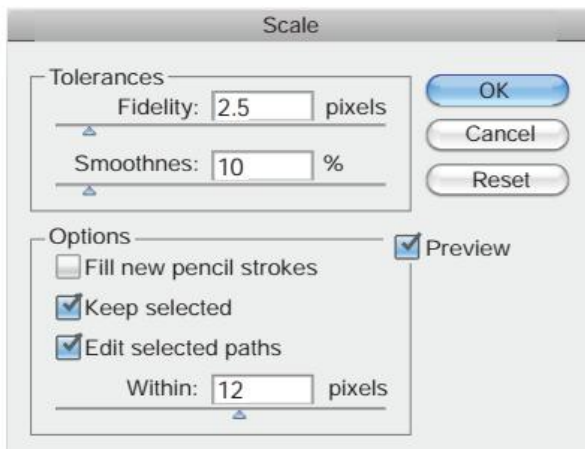 Scale
Tolerances
Fidelity: 2.5 pixels
Smoothnes: 10 %
OK
Cancel
Reset
Options
Fill new pencil strokes
Keep selected
Edit selected paths
Within: 12 pixels
Preview